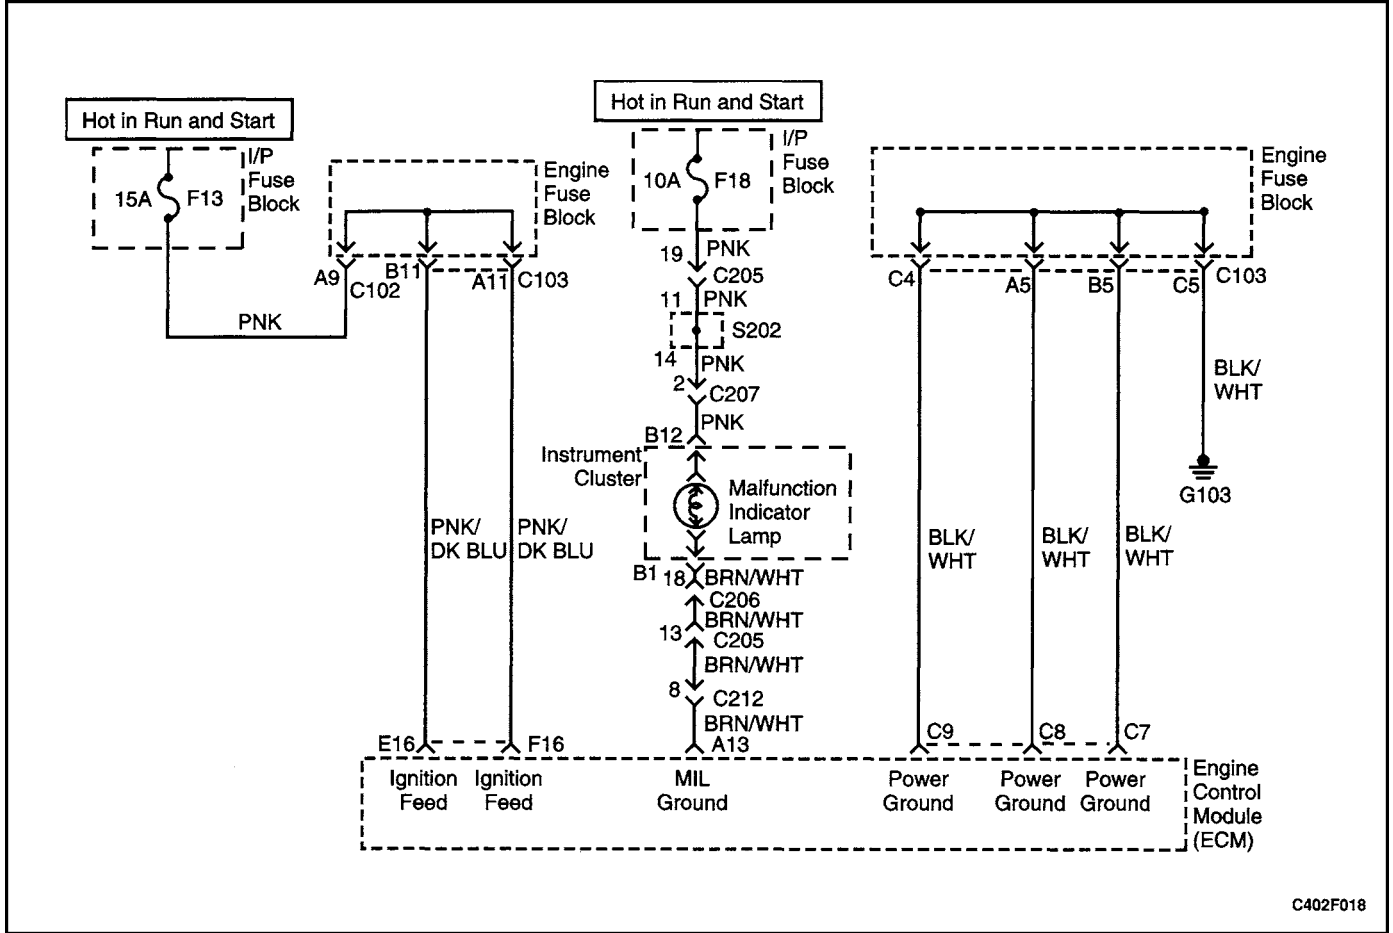 Hot in Run and Start
I/P
Fuse
Block
15A
F13
PNK
Engine
Fuse
Block
A9
C102
B11
A11
C103
PNK/
DK BLU
PNK/
DK BLU
E16
F16
Hot in Run and Start
I/P
Fuse
Block
10A
F18
19
PNK
C205
11
PNK
S202
14
PNK
2
C207
PNK
B12
Instrument
Cluster
Malfunction
Indicator
Lamp
B1
18
BRN/WHT
C206
BRN/WHT
13
C205
BRN/WHT
8
C212
BRN/WHT
A13
Engine
Fuse
Block
C4
A5
B5
C5
C103
BLK/
WHT
G103
BLK/
WHT
BLK/
WHT
BLK/
WHT
C9
C8
C7
Ignition
Feed
Ignition
Feed
MIL
Ground
Power
Ground
Power
Ground
Power
Ground
Engine
Control
Module
(ECM)
C402F018